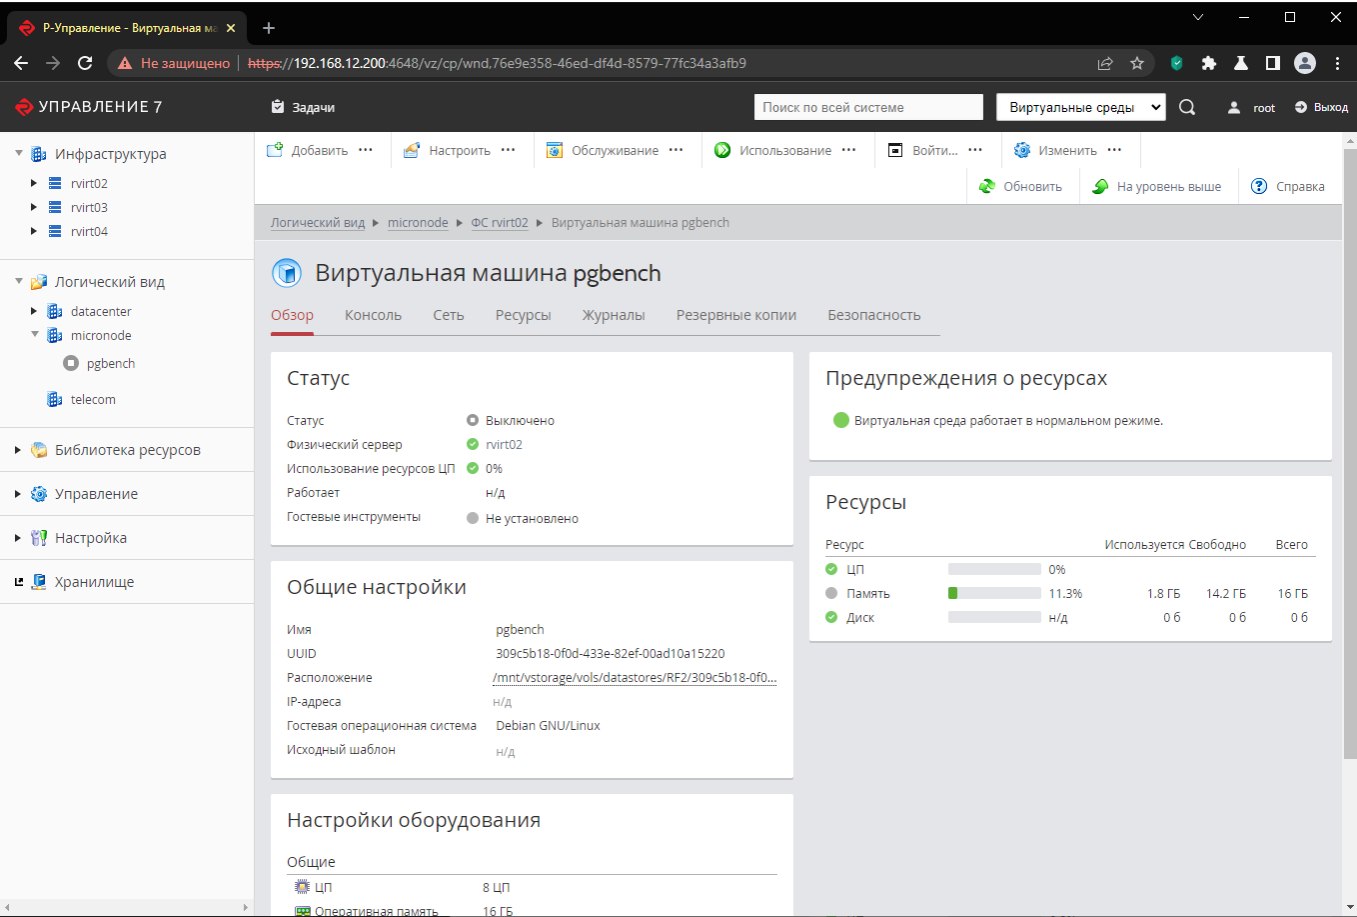 Р-Управление - Виртуальная ма
Не защищено https://192.168.12.200:4648/vz/cp/wnd,76e9e358-46ed-df4d-8579-77fc34a3afb9
УПРАВЛЕНИЕ 7
Задачи
Поиск по всей системе
Виртуальные среды
root
Выход
Инфраструктура
rvirt02
rvirt03
rvirt04
Логический вид
datacenter
micronode
pgbench
telecom
Библиотека ресурсов
Управление
Настройка
Хранилище
Добавить ···
Настроить ···
Обслуживание ···
Использование ···
Войти... ···
Изменить ···
Обновить
На уровень выше
Справка
Логический вид micronode ФС rvirt02 Виртуальная машина pgbench
Виртуальная машина pgbench
Обзор Консоль Сеть Ресурсы Журналы Резервные копии Безопасность
Статус
Статус Выключено
Физический сервер rvirt02
Использование ресурсов ЦП 0%
Работает н/д
Гостевые инструменты Не установлено
Общие настройки
Имя pgbench
UUID 309c5b18-0f0d-433e-82ef-00ad10a15220
Расположение /mnt/vstorage/vols/datastores/RF2/309c5b18-0f0...
IP-адреса н/д
Гостевая операционная система Debian GNU/Linux
Исходный шаблон н/д
Настройки оборудования
Общие
ЦП 8 ЦП
Оперативная память 16 ГБ
Предупреждения о ресурсах
Виртуальная среда работает в нормальном режиме.
Ресурсы
Ресурс Используется Свободно Всего
ЦП 0%
Память 11.3% 1.8 ГБ 14.2 ГБ 16 ГБ
Диск н/д 0 б 0 б 0 б